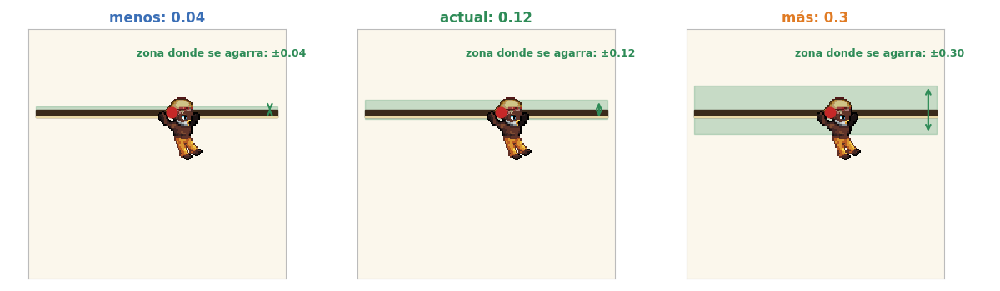 menos: 0.04
actual: 0.12
más: 0.3
zona donde se agarra: ±0.04
zona donde se agarra: ±0.12
zona donde se agarra: ±0.30